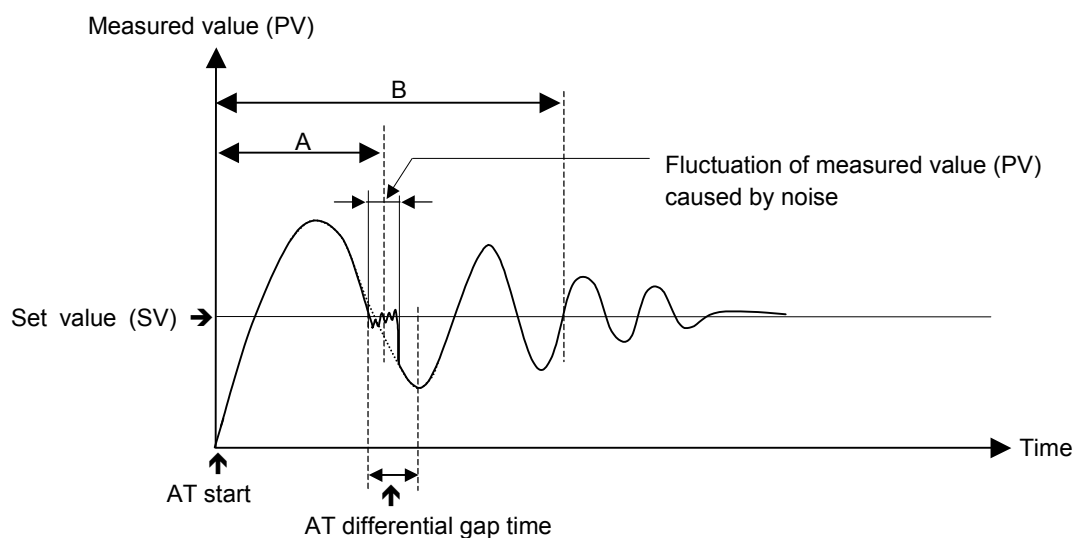 Measured value (PV)
B
A
Fluctuation of measured value (PV)
caused by noise
Set value (SV)
Time
AT start
AT differential gap time